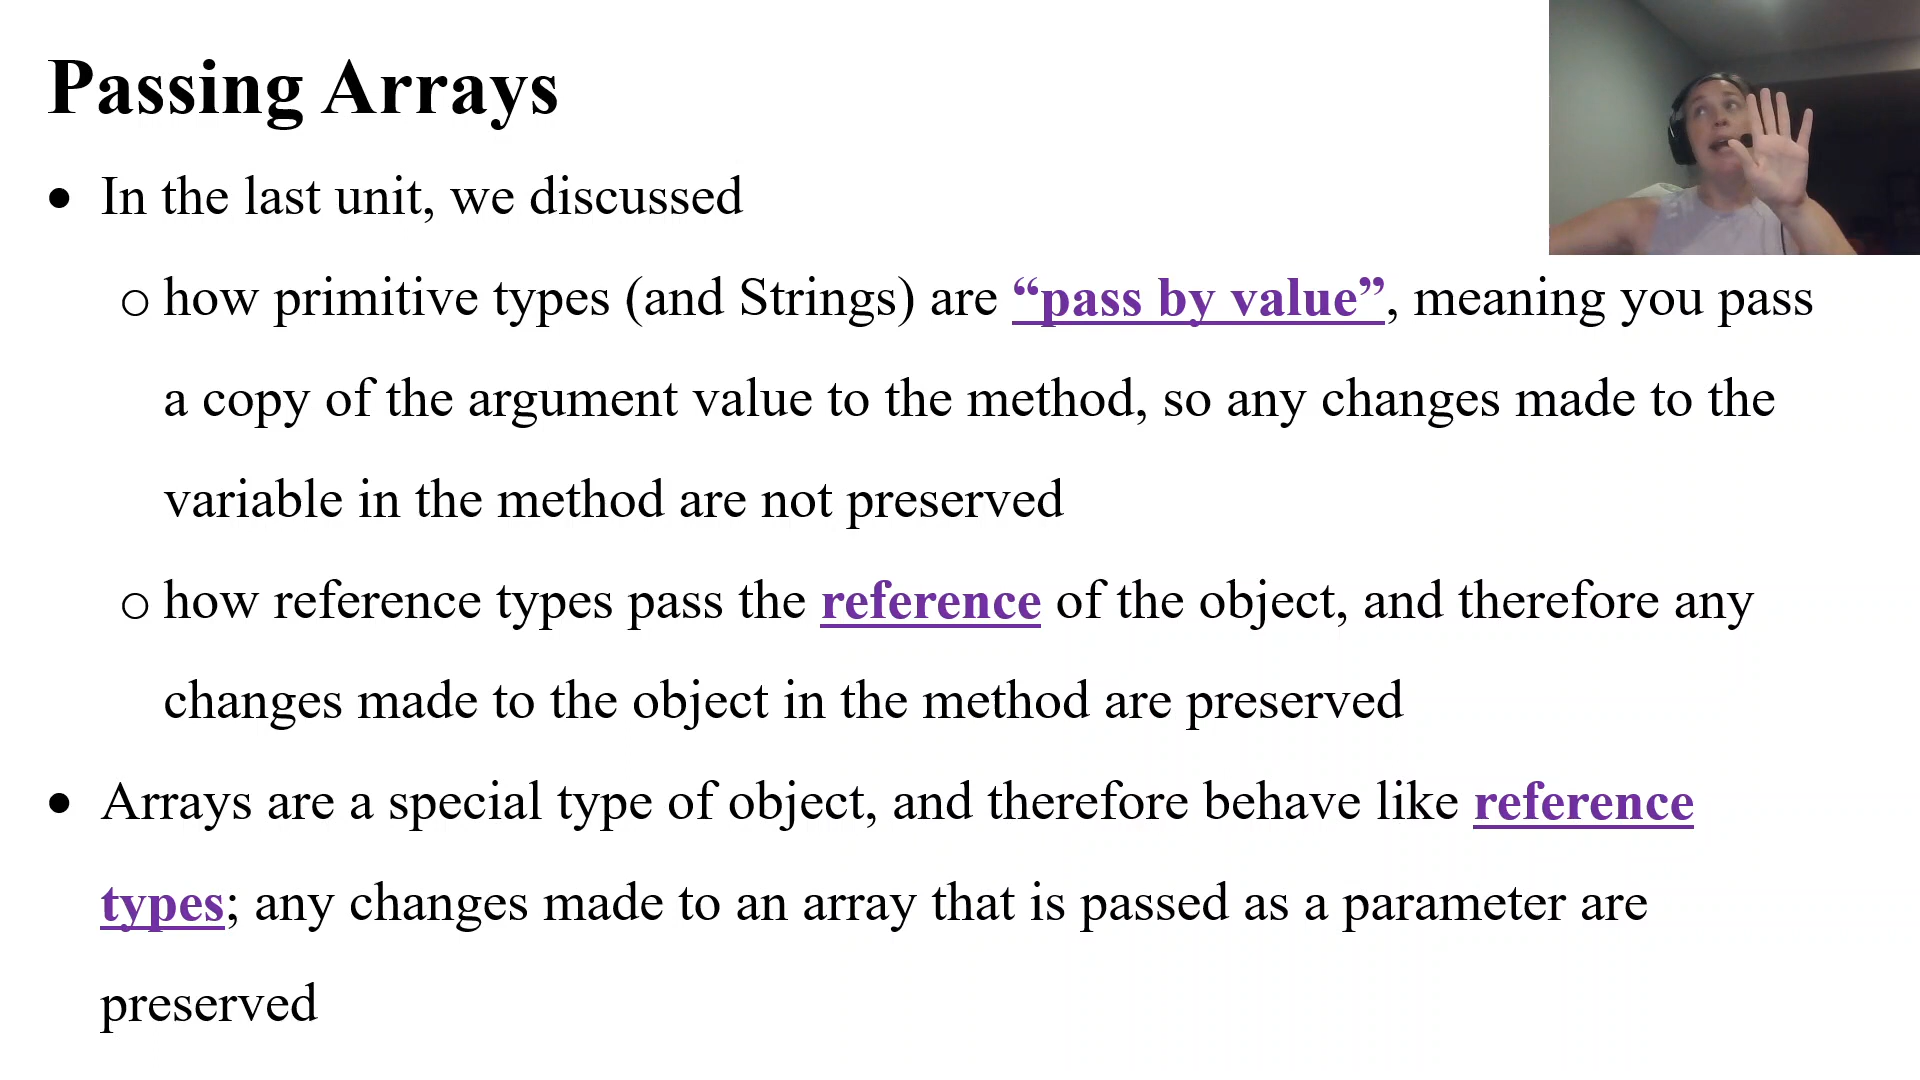 Passing Arrays
• In the last unit, we discussed
o how primitive types (and Strings) are “pass by value”, meaning you pass
a copy of the argument value to the method, so any changes made to the
variable in the method are not preserved
o how reference types pass the reference of the object, and therefore any
changes made to the object in the method are preserved
• Arrays are a special type of object, and therefore behave like reference
types; any changes made to an array that is passed as a parameter are
preserved